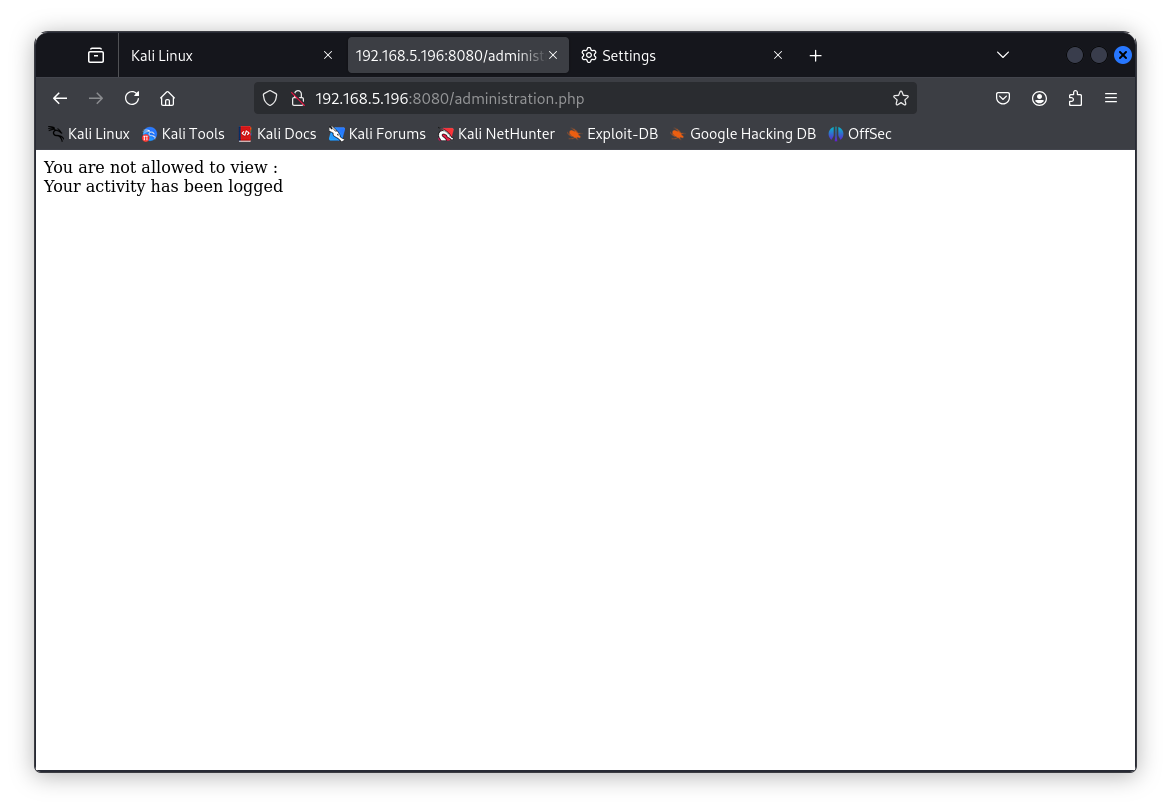 Kali Linux
192.168.5.196:8080/administ
Settings
192.168.5.196:8080/administration.php
Kali Linux
Kali Tools
Kali Docs
Kali Forums
Kali NetHunter
Exploit-DB
Google Hacking DB
OffSec
You are not allowed to view :
Your activity has been logged